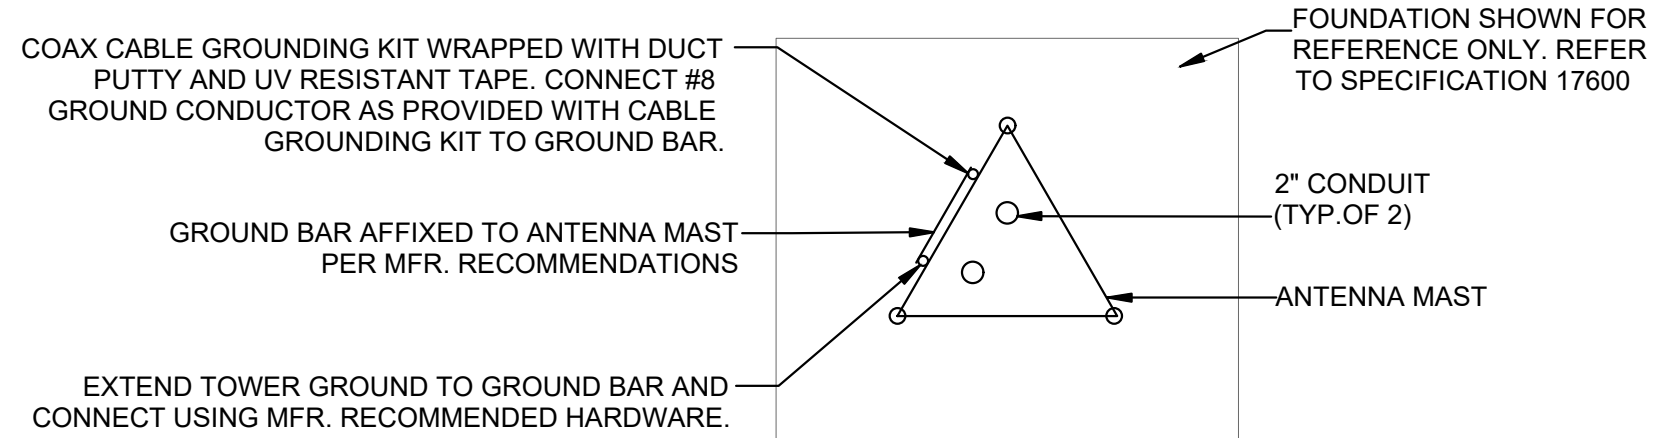 COAX CABLE GROUNDING KIT WRAPPED WITH DUCT
PUTTY AND UV RESISTANT TAPE. CONNECT #8
GROUND CONDUCTOR AS PROVIDED WITH CABLE
GROUNDING KIT TO GROUND BAR.
GROUND BAR AFFIXED TO ANTENNA MAST
PER MFR. RECOMMENDATIONS
EXTEND TOWER GROUND TO GROUND BAR AND
CONNECT USING MFR. RECOMMENDED HARDWARE.
FOUNDATION SHOWN FOR
REFERENCE ONLY. REFER
TO SPECIFICATION 17600
2" CONDUIT
(TYP.OF 2)
ANTENNA MAST